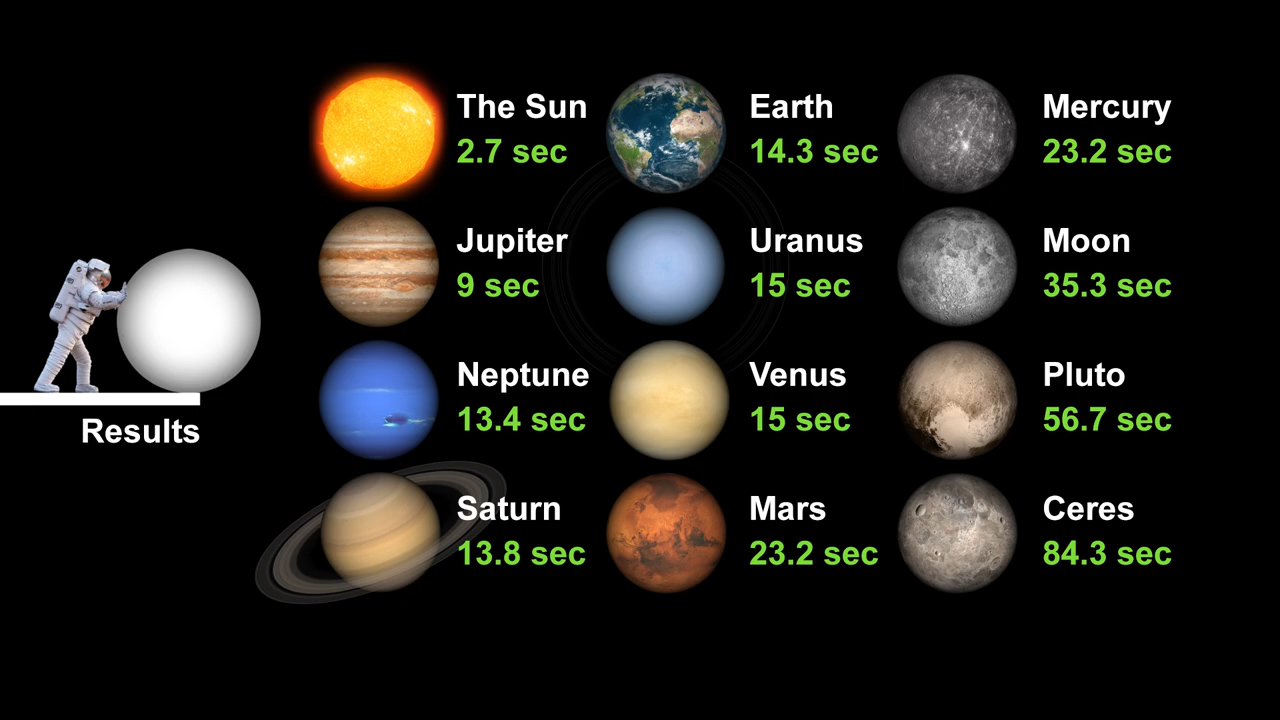 The Sun
2.7 sec
Jupiter
9 sec
Neptune
13.4 sec
Saturn
13.8 sec
Earth
14.3 sec
Uranus
15 sec
Venus
15 sec
Mars
23.2 sec
Mercury
23.2 sec
Moon
35.3 sec
Pluto
56.7 sec
Ceres
84.3 sec
Results